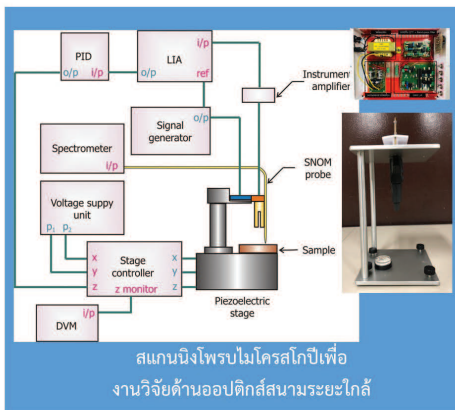 PID
o/p i/p
LIA
i/p
o/p ref
Instrument
amplifier
Signal
generator
o/p
Spectrometer
i/p
SNOM
probe
Voltage suppy
unit
p₁ p₂
x
y
z
Stage
controller
z monitor
x
y
z
Sample
Piezoelectric
stage
i/p
DVM
สแกนนิงโพรบไมโครสโกปีเพื่อ
งานวิจัยด้านออปติกส์สนามระยะใกล้